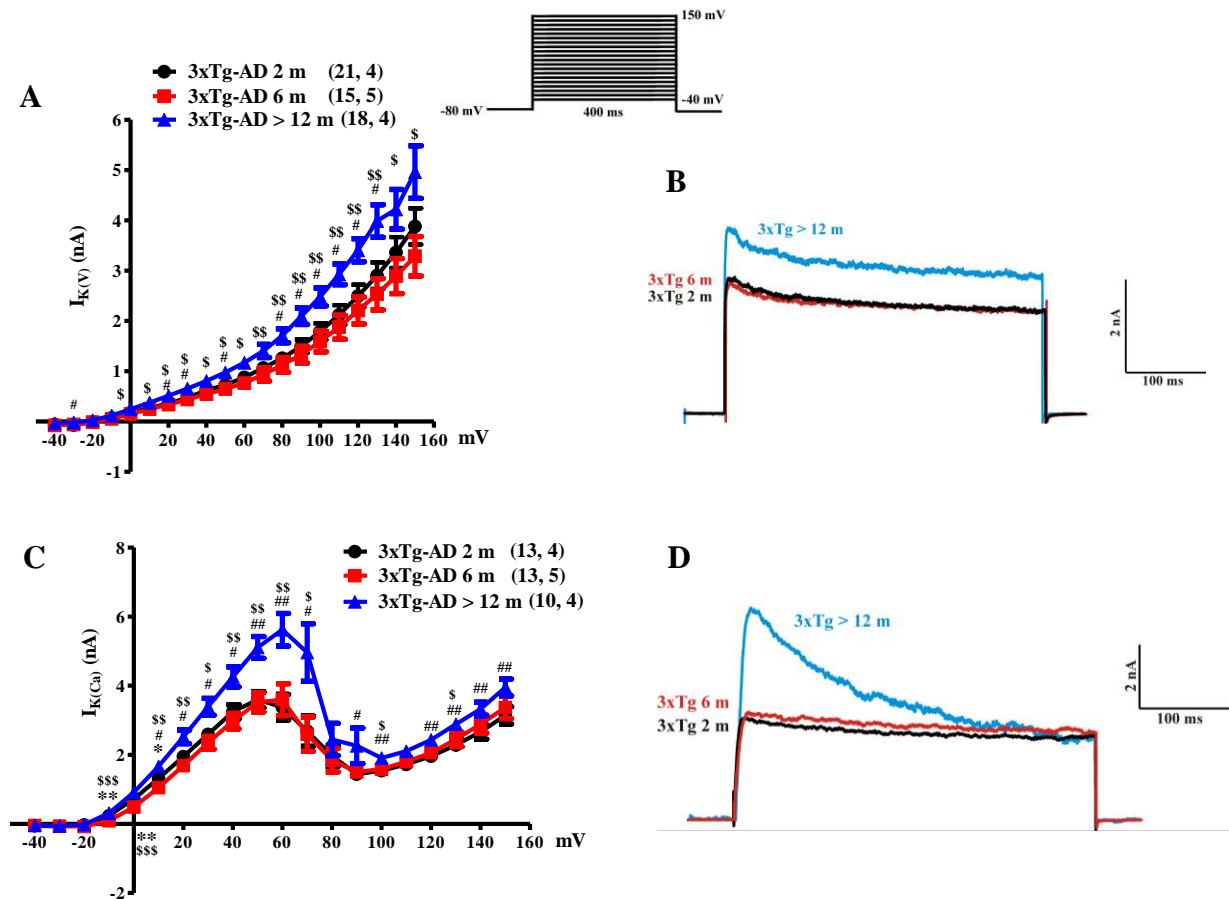 150 mV
-40 mV
-80 mV
400 ms
A
3xTg-AD 2 m (21, 4)
3xTg-AD 6 m (15, 5)
3xTg-AD > 12 m (18, 4)
I K(V) (nA)
6
5
4
3
2
1
-1
-40 -20 20 40 60 80 100 120 140 160 mV
#
$
$
$
#
$
#
$
$
#
$
$$
$$
#
$$
#
$$
#
$$
#
$$
#
$$
#
$
$
B
3xTg > 12 m
3xTg 6 m
3xTg 2 m
2 nA
100 ms
C
3xTg-AD 2 m (13, 4)
3xTg-AD 6 m (13, 5)
3xTg-AD > 12 m (10, 4)
I K(Ca) (nA)
8
6
4
2
-2
-40 -20 20 40 60 80 100 120 140 160 mV
$$$
**
**
$$$
$$
#
*
$$
#
$
#
$$
#
$$
##
$$
##
$
#
#
$
##
##
$
##
##
##
D
3xTg > 12 m
3xTg 6 m
3xTg 2 m
2 nA
100 ms